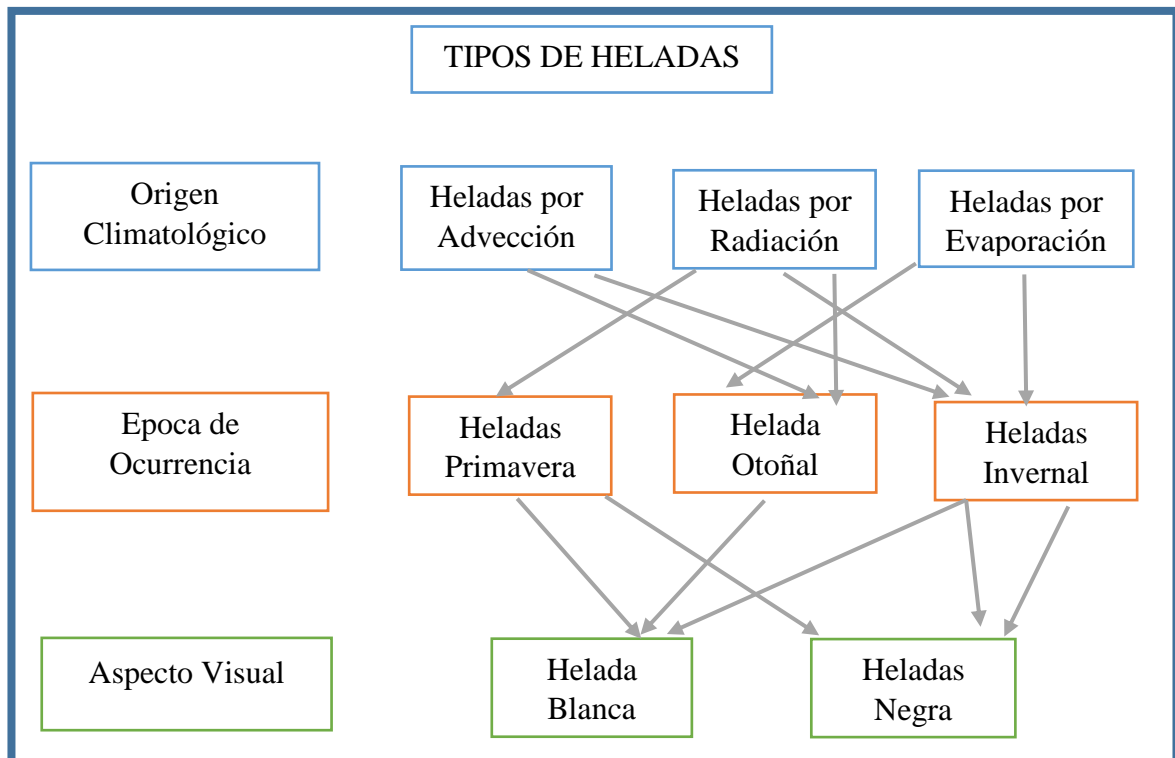 TIPOS DE HELADAS
Origen
Climatológico
Heladas por
Advección
Heladas por
Radiación
Heladas por
Evaporación
Epoca de
Ocurrencia
Heladas
Primavera
Helada
Otoñal
Heladas
Invernal
Aspecto Visual
Helada
Blanca
Heladas
Negra